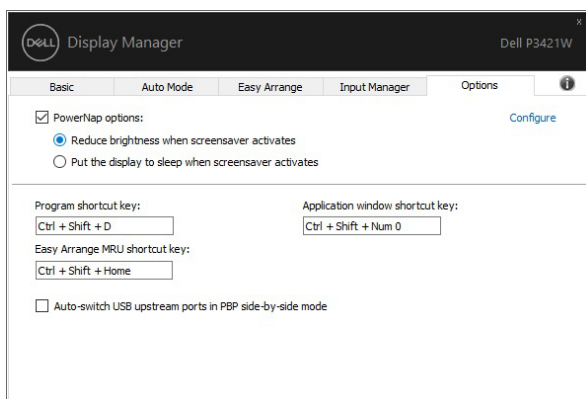 x
DELL Display Manager Dell P3421W
Basic Auto Mode Easy Arrange Input Manager Options i
PowerNap options: Configure
Reduce brightness when screensaver activates
Put the display to sleep when screensaver activates
Program shortcut key: Application window shortcut key:
Ctrl + Shift + D Ctrl + Shift + Num 0
Easy Arrange MRU shortcut key:
Ctrl + Shift + Home
Auto-switch USB upstream ports in PBP side-by-side mode